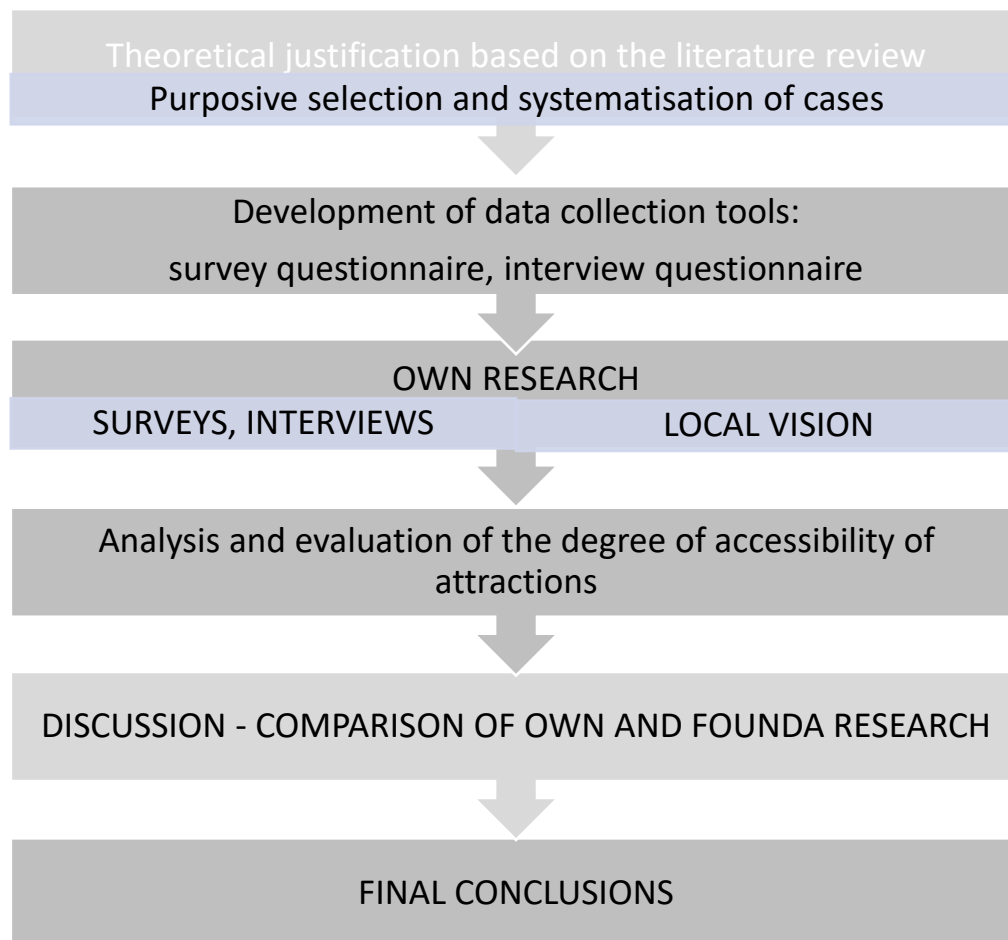 Theoretical justification based on the literature review
Purposive selection and systematisation of cases
Development of data collection tools:
survey questionnaire, interview questionnaire
OWN RESEARCH
SURVEYS, INTERVIEWS
LOCAL VISION
Analysis and evaluation of the degree of accessibility of
attractions
DISCUSSION - COMPARISON OF OWN AND FOUNDA RESEARCH
FINAL CONCLUSIONS